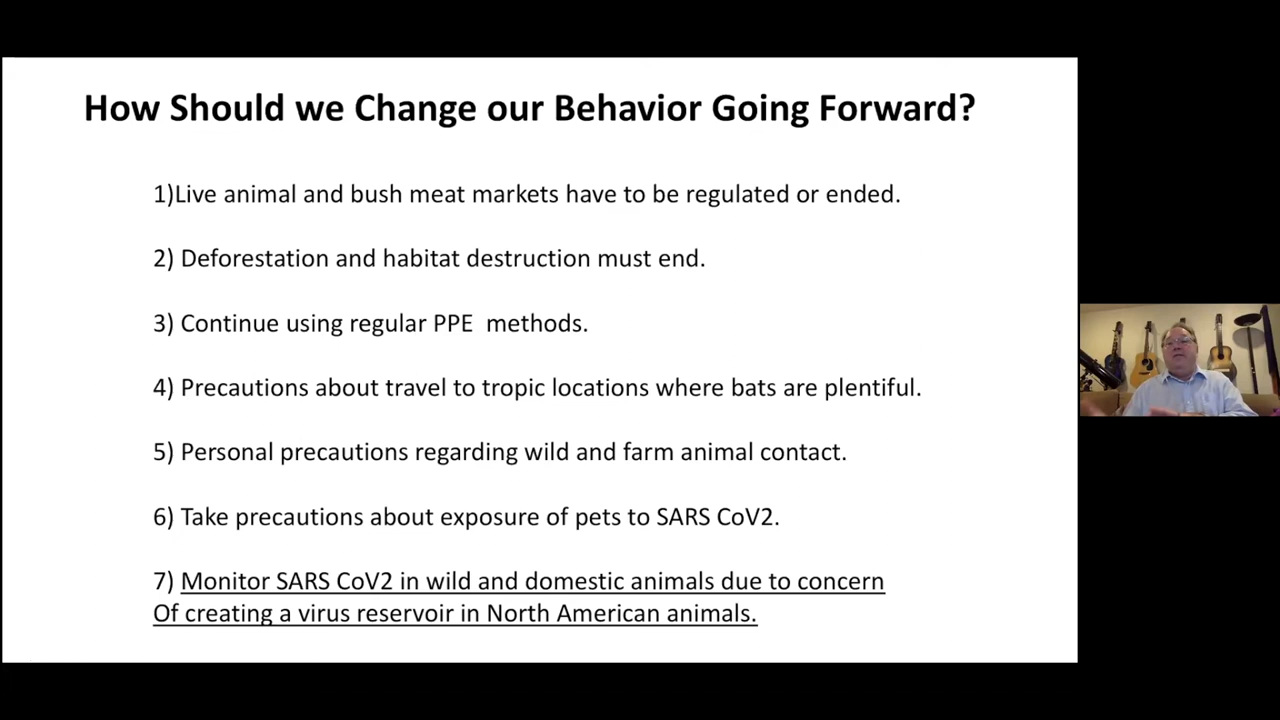 How Should we Change our Behavior Going Forward?
1)Live animal and bush meat markets have to be regulated or ended.
2) Deforestation and habitat destruction must end.
3) Continue using regular PPE  methods.
4) Precautions about travel to tropic locations where bats are plentiful.
5) Personal precautions regarding wild and farm animal contact.
6) Take precautions about exposure of pets to SARS CoV2.
7) Monitor SARS CoV2 in wild and domestic animals due to concern
Of creating a virus reservoir in North American animals.